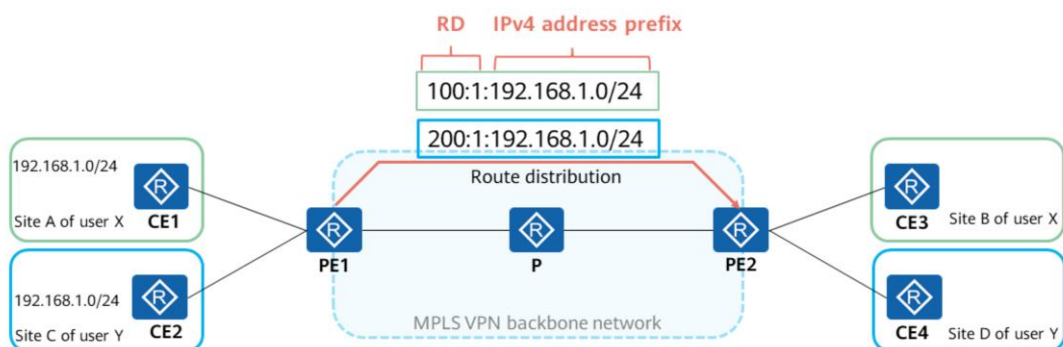 RD IPv4 address prefix
100:1:192.168.1.0/24
200:1:192.168.1.0/24
Route distribution
192.168.1.0/24
R
CE1
Site A of user X
192.168.1.0/24
R
CE2
Site C of user Y
R
PE1
R
P
R
PE2
MPLS VPN backbone network
R
CE3
Site B of user X
R
CE4
Site D of user Y